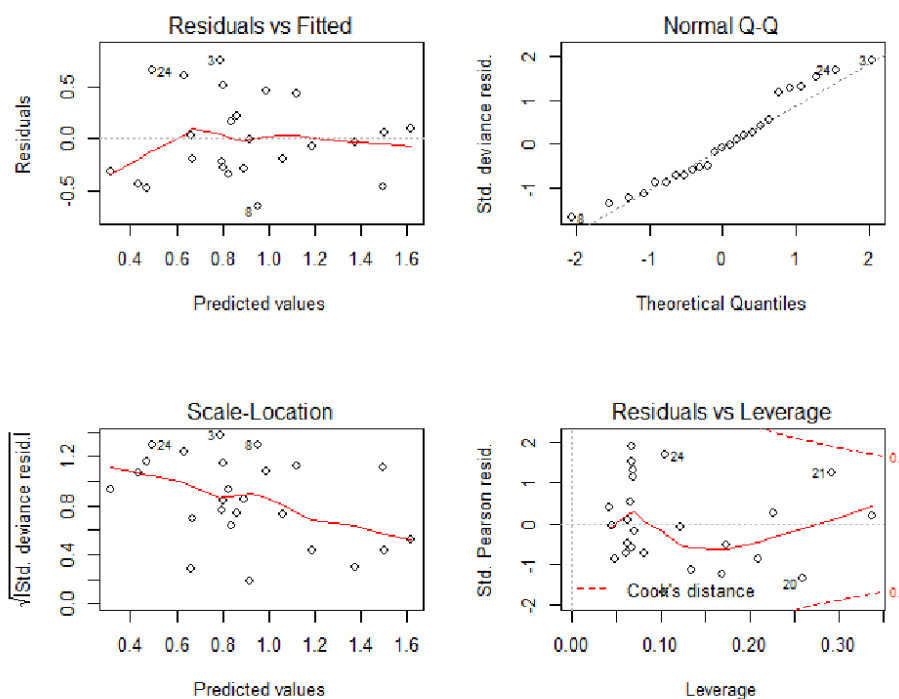 Residuals vs Fitted
Residuals
0.5
0.0
-0.5
24
3
8
0.4 0.6 0.8 1.0 1.2 1.4 1.6
Predicted values
Normal Q-Q
Std. deviance resid.
2
1
0
-1
24
3
8
-2 -1 0 1 2
Theoretical Quantiles
Scale-Location
√|Std. deviance resid.|
1.2
0.8
0.4
0.0
24
3
8
0.4 0.6 0.8 1.0 1.2 1.4 1.6
Predicted values
Residuals vs Leverage
Std. Pearson resid.
2
1
0
-1
-2
24
21
20
Cook's distance
0.
0.
0.00 0.10 0.20 0.30
Leverage